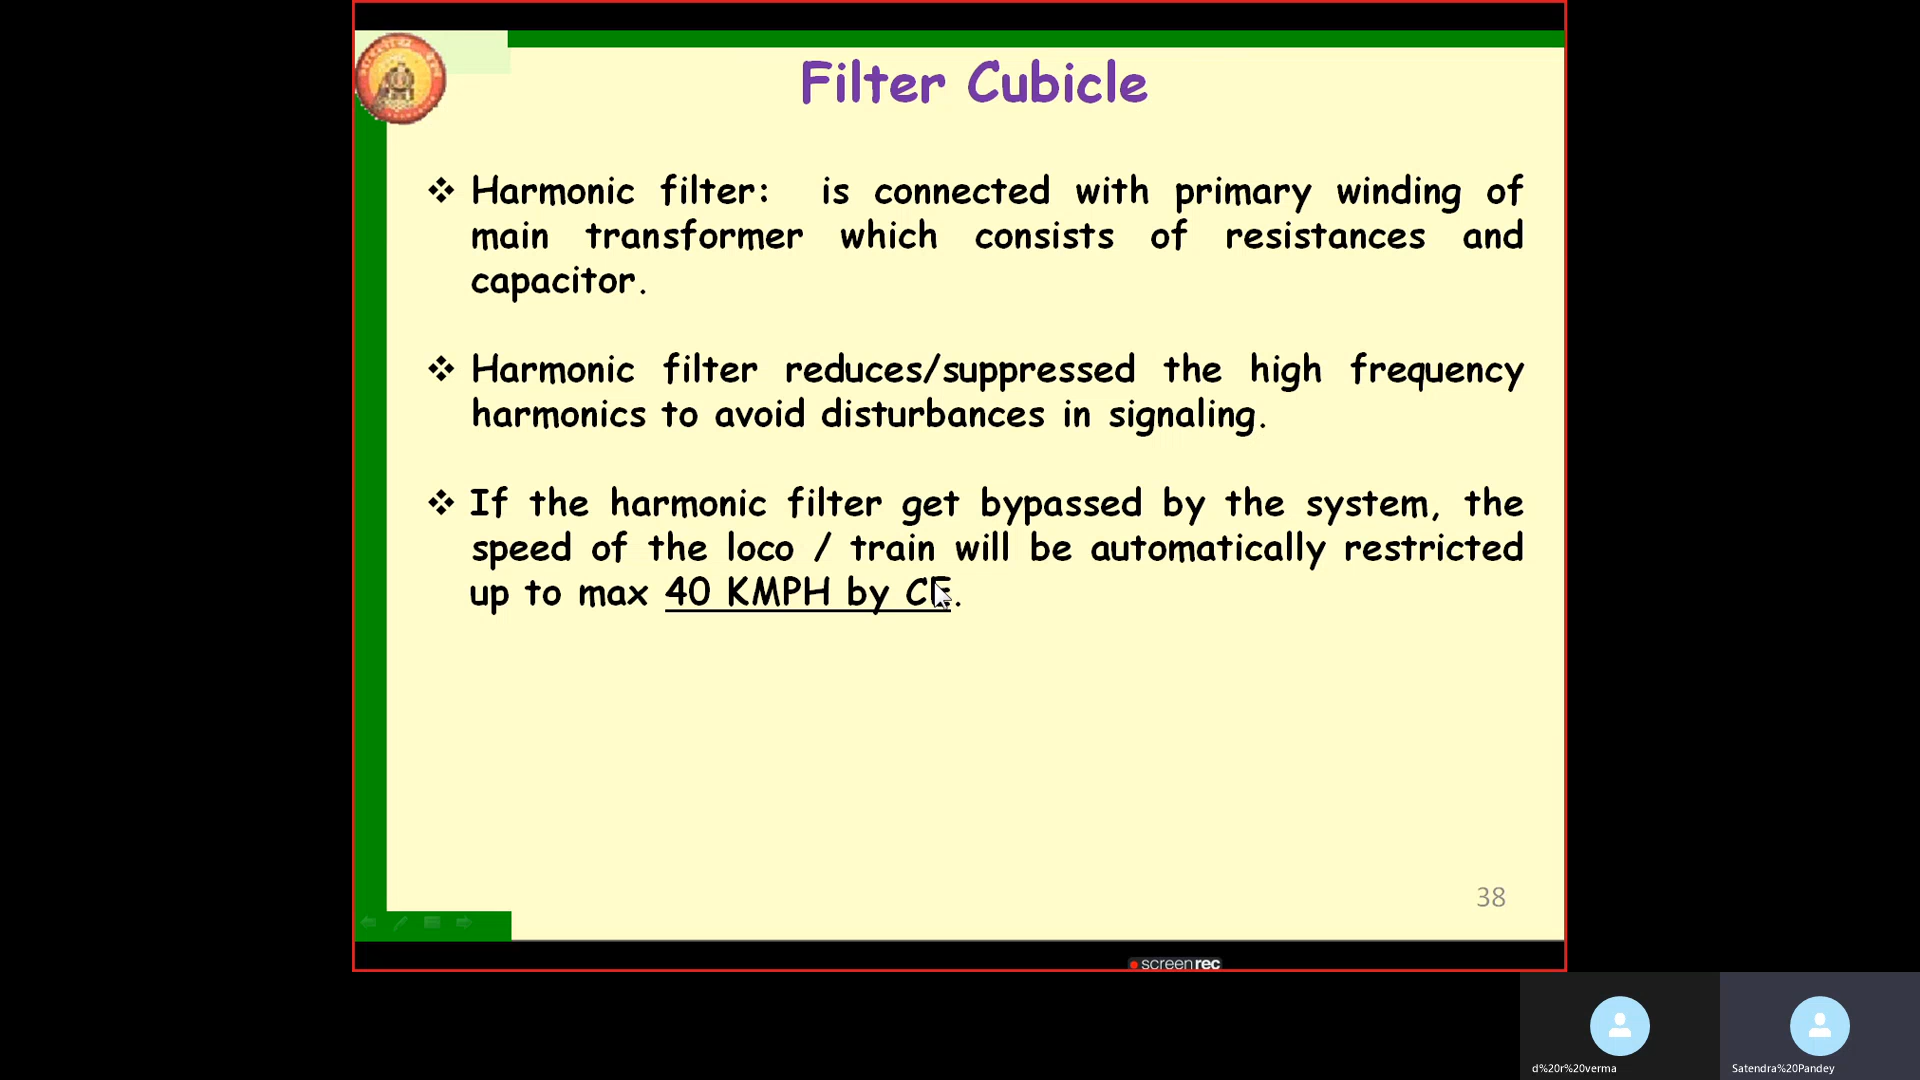 Filter Cubicle
❖ Harmonic filter: is connected with primary winding of
main transformer which consists of resistances and
capacitor.
❖ Harmonic filter reduces/suppressed the high frequency
harmonics to avoid disturbances in signaling.
❖ If the harmonic filter get bypassed by the system, the
speed of the loco / train will be automatically restricted
up to max 40 KMPH by CE.
38
screenrec
d%20r%20verma
Satendra%20Pandey